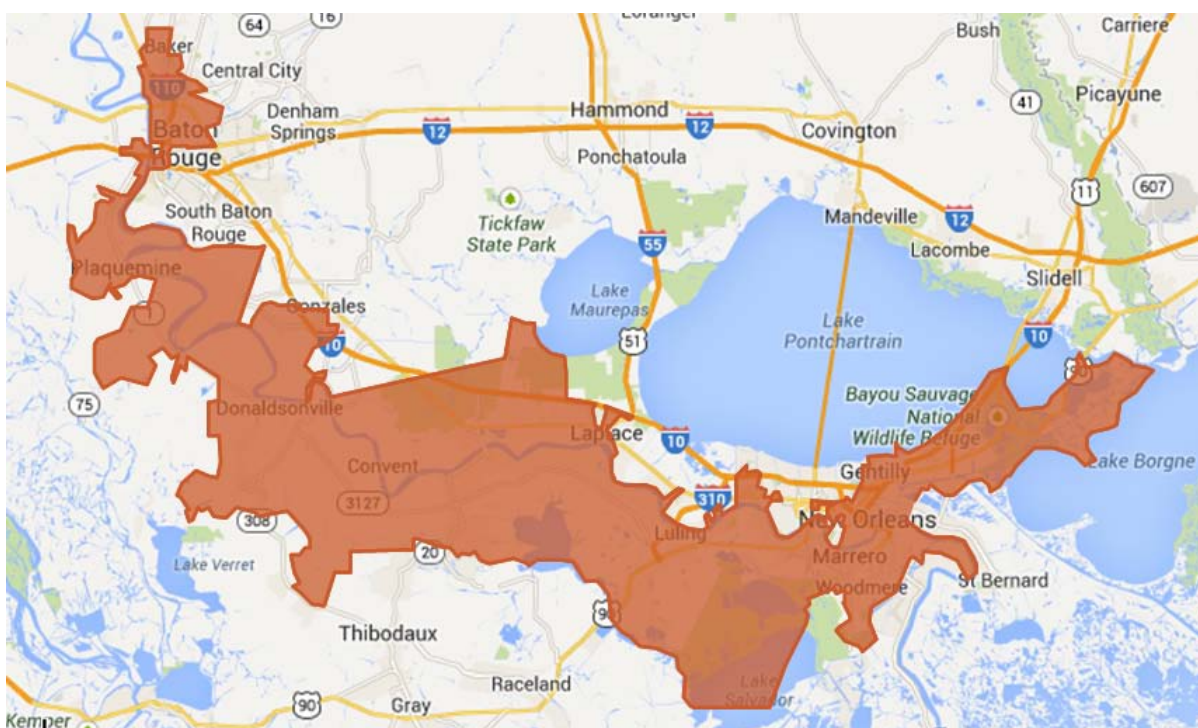 Loranger
64
16
Bush
Carriere
Baker
Central City
110
Picayune
41
Denham
Springs
Hammond
12
12
Covington
Baton
Rouge
Ponchatoula
11
607
South Baton
Rouge
Tickfaw
State Park
Mandeville
12
55
Lacombe
Slidell
Plaquemine
Lake
Maurepas
Gonzales
10
51
Lake
Pontchartrain
10
90
75
Donaldsonville
Bayou Sauvage
National
Wildlife Refuge
Laplace
10
Lake Borgne
Convent
Gentilly
3127
310
308
Luling
New Orleans
20
Marrero
Lake Verret
Woodmere
St Bernard
90
Thibodaux
Raceland
Lake
Salvador
90
Gray
Kemper